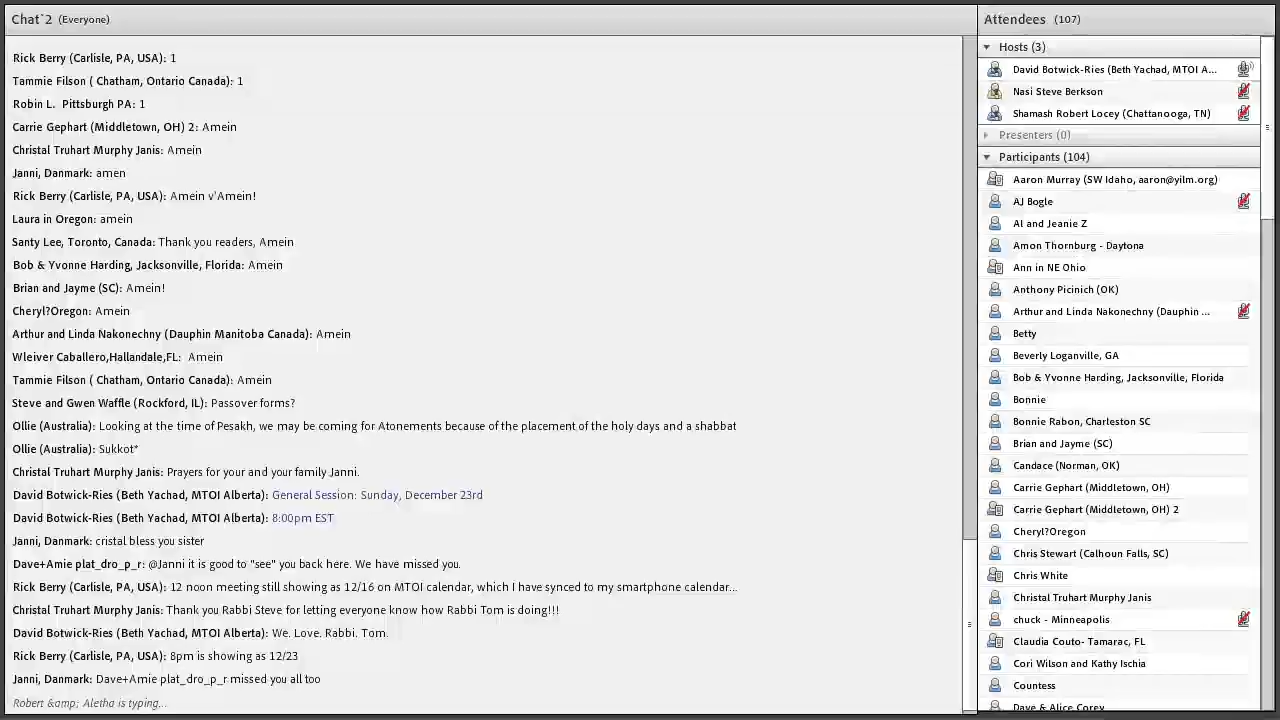 Chat 2 (Everyone)
Rick Berry (Carlisle, PA, USA): 1
Tammie Filson ( Chatham, Ontario Canada): 1
Robin L. Pittsburgh PA: 1
Carrie Gephart (Middletown, OH) 2: Amein
Christal Truhart Murphy Janis: Amein
Janni, Danmark: amen
Rick Berry (Carlisle, PA, USA): Amein v'Amein!
Laura in Oregon: amein
Santy Lee, Toronto, Canada: Thank you readers, Amein
Bob & Yvonne Harding, Jacksonville, Florida: Amein
Brian and Jayme (SC): Amein!
Cheryl?Oregon: Amein
Arthur and Linda Nakonechny (Dauphin Manitoba Canada): Amein
Wleiver Caballero,Hallandale,FL: Amein
Tammie Filson ( Chatham, Ontario Canada): Amein
Steve and Gwen Waffle (Rockford, IL): Passover forms?
Ollie (Australia): Looking at the time of Pesakh, we may be coming for Atonements because of the placement of the holy days and a shabbat
Ollie (Australia): Sukkot*
Christal Truhart Murphy Janis: Prayers for your and your family Janni.
David Botwick-Ries (Beth Yachad, MTOI Alberta): General Session: Sunday, December 23rd
David Botwick-Ries (Beth Yachad, MTOI Alberta): 8:00pm EST
Janni, Danmark: cristal bless you sister
Dave+Amie plat_dro_p_r: @Janni it is good to "see" you back here. We have missed you.
Rick Berry (Carlisle, PA, USA): 12 noon meeting still showing as 12/16 on MTOI calendar, which I have synced to my smartphone calendar...
Christal Truhart Murphy Janis: Thank you Rabbi Steve for letting everyone know how Rabbi Tom is doing!!!
David Botwick-Ries (Beth Yachad, MTOI Alberta): We. Love. Rabbi. Tom.
Rick Berry (Carlisle, PA, USA): 8pm is showing as 12/23
Janni, Danmark: Dave+Amie plat_dro_p_r missed you all too
Robert &amp; Aletha is typing...
Attendees (107)
Hosts (3)
David Botwick-Ries (Beth Yachad, MTOI A...
Nasi Steve Berkson
Shamash Robert Locey (Chattanooga, TN)
Presenters (0)
Participants (104)
Aaron Murray (SW Idaho, aaron@yilm.org)
AJ Bogle
Al and Jeanie Z
Amon Thornburg - Daytona
Ann in NE Ohio
Anthony Picinich (OK)
Arthur and Linda Nakonechny (Dauphin ...
Betty
Beverly Loganville, GA
Bob & Yvonne Harding, Jacksonville, Florida
Bonnie
Bonnie Rabon, Charleston SC
Brian and Jayme (SC)
Candace (Norman, OK)
Carrie Gephart (Middletown, OH)
Carrie Gephart (Middletown, OH) 2
Cheryl?Oregon
Chris Stewart (Calhoun Falls, SC)
Chris White
Christal Truhart Murphy Janis
chuck - Minneapolis
Claudia Couto- Tamarac, FL
Cori Wilson and Kathy Ischia
Countess
Dave & Alice Corey